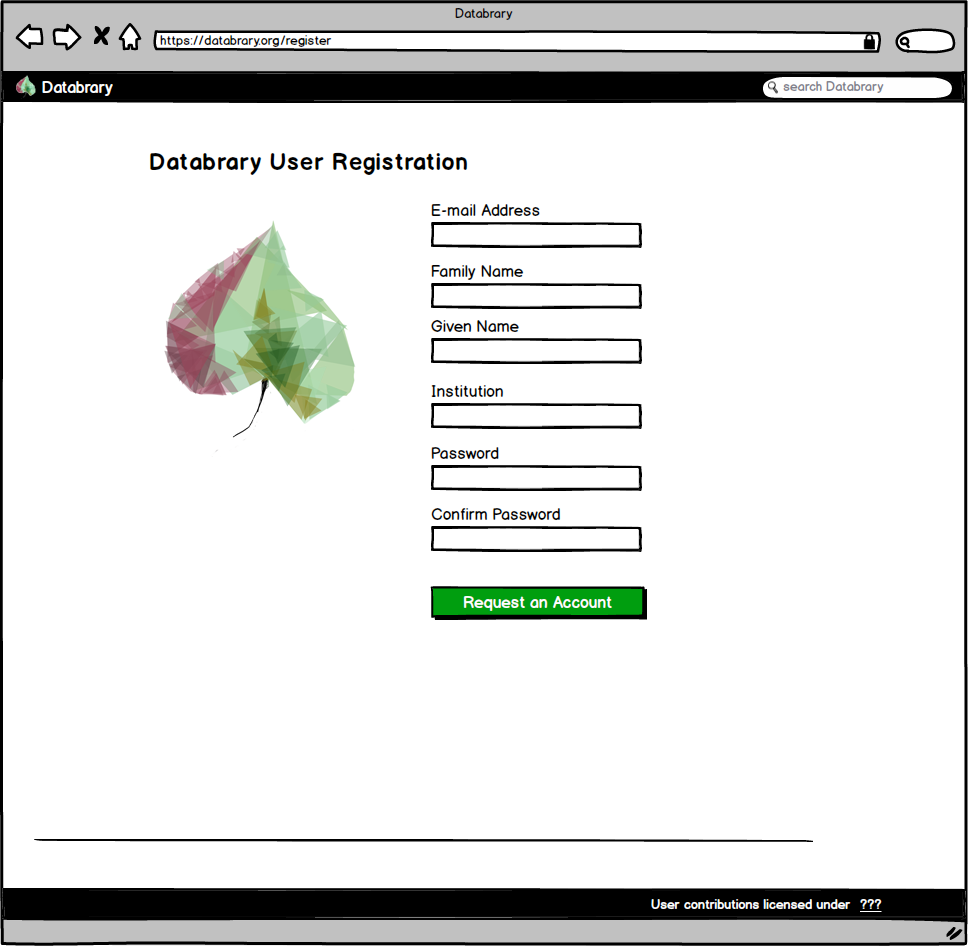 Databrary
https://databrary.org/register
Databrary
search Databrary
Databrary User Registration
E-mail Address
Family Name
Given Name
Institution
Password
Confirm Password
Request an Account
User contributions licensed under ???